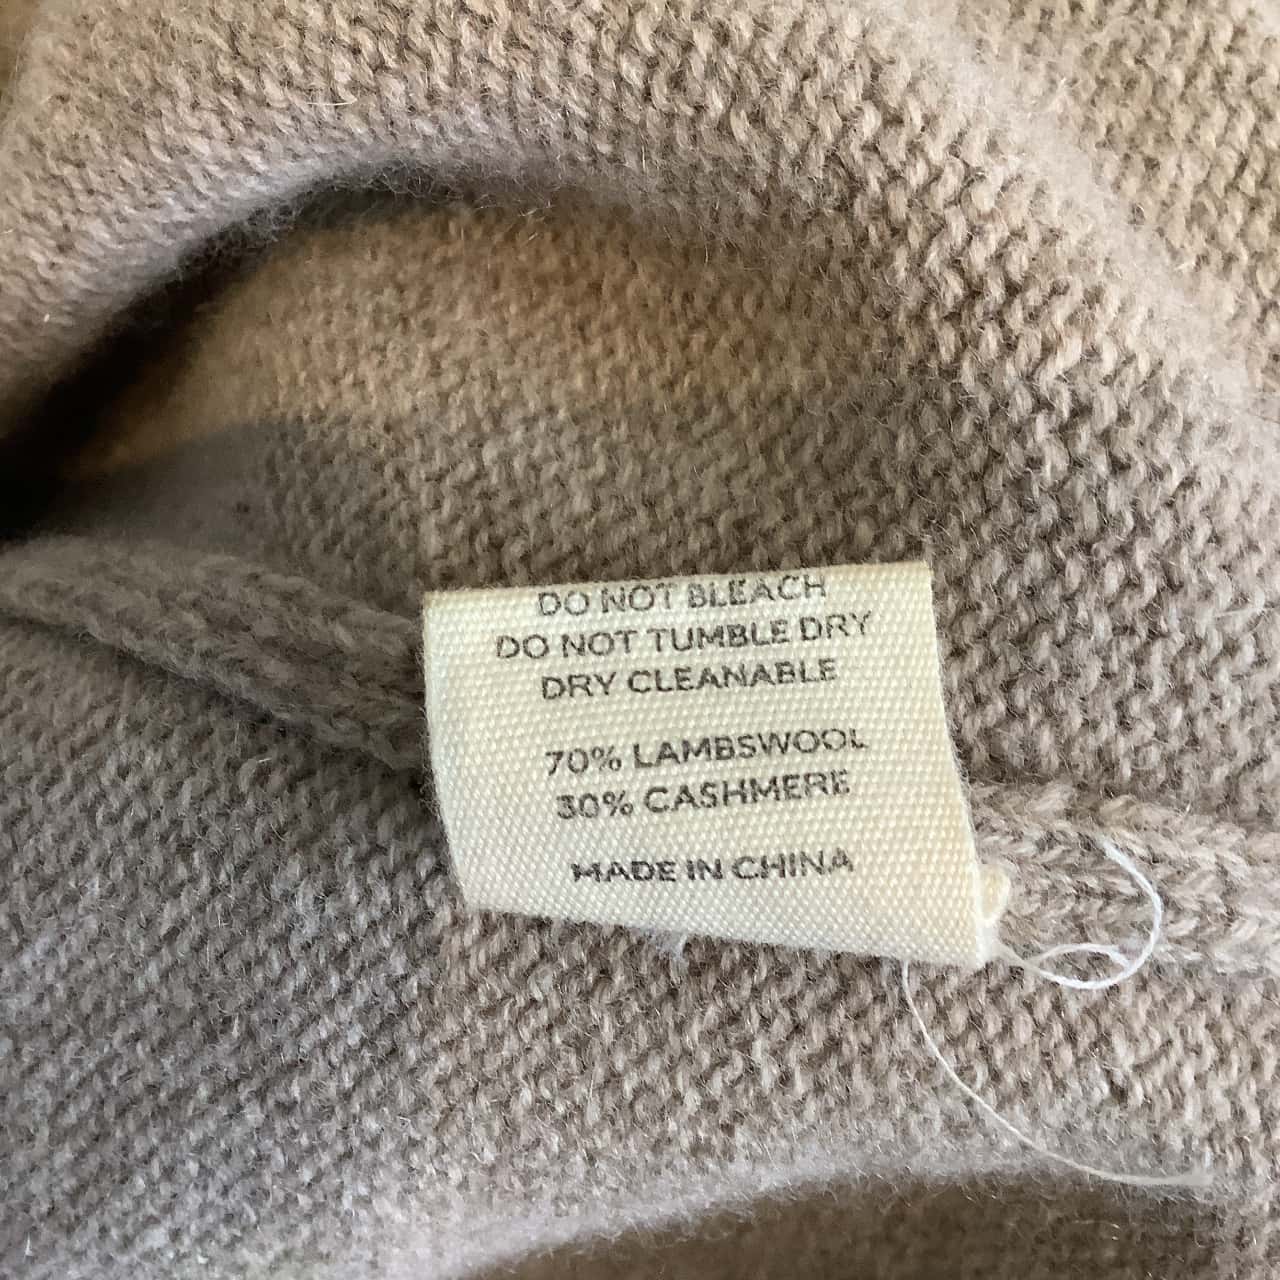 DO NOT BLEACH
DO NOT TUMBLE DRY
DRY CLEANABLE
70% LAMBSWOOL
30% CASHMERE
MADE IN CHINA